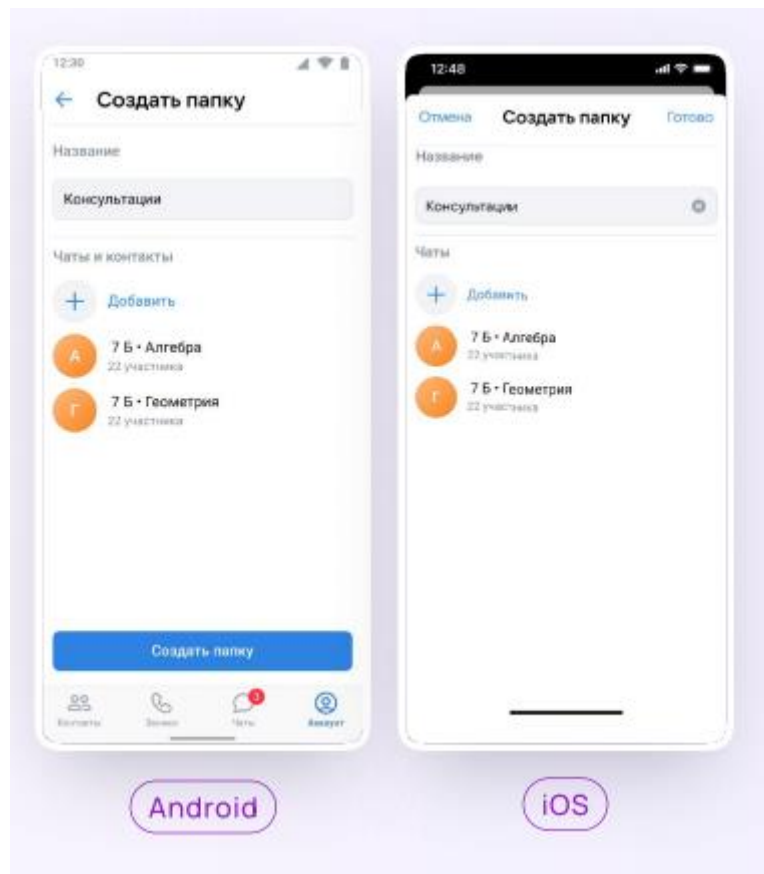 12:30
Создать папку
Название
Консультации
Чаты и контакты
Добавить
А
7 Б • Алгебра
22 участника
Г
7 Б • Геометрия
22 участника
Создать папку
3
Контакты
Звонки
Чаты
Аккаунт
Android
12:48
Отмена
Создать папку
Готово
Название
Консультации
Чаты
Добавить
А
7 Б • Алгебра
22 участника
Г
7 Б • Геометрия
22 участника
iOS